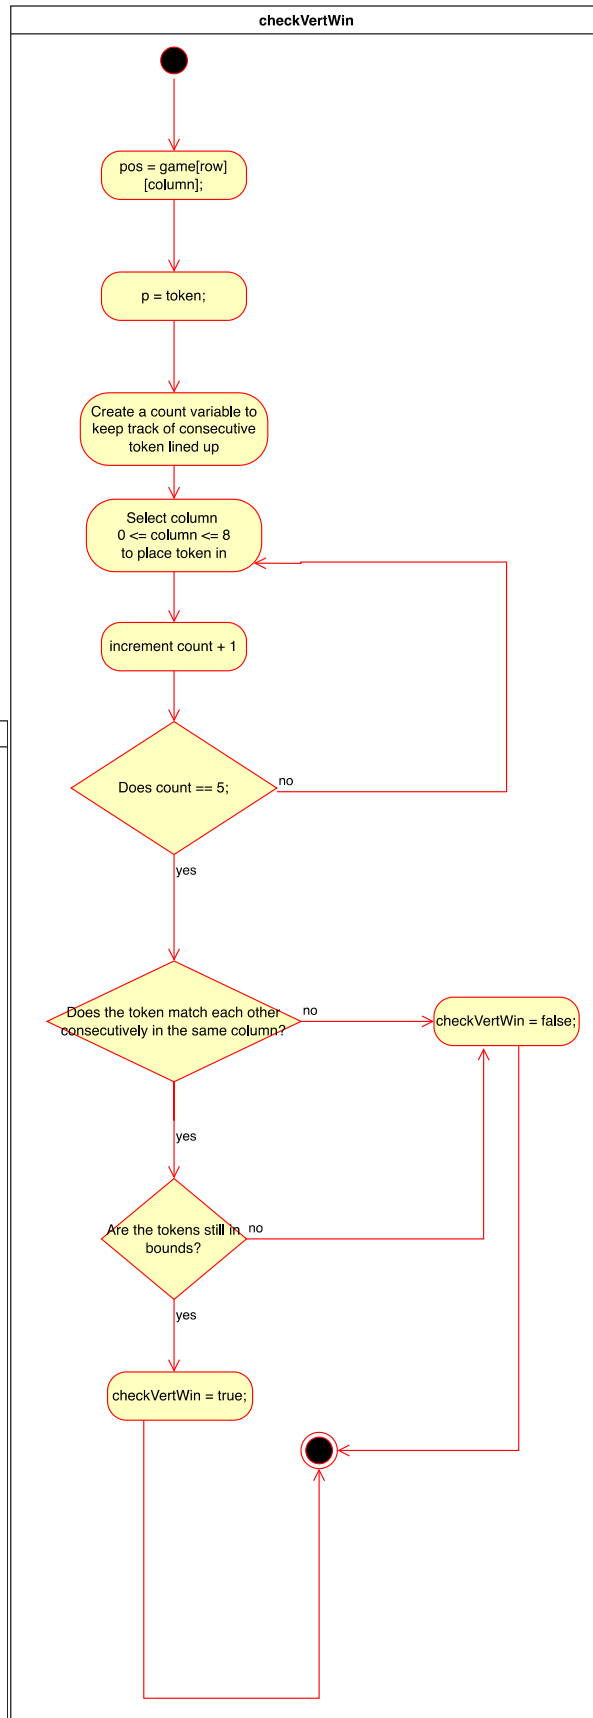 checkVertWin
pos = game[row]
[column];
p = token;
Create a count variable to
keep track of consecutive
token lined up
Select column
0 <= column <= 8
to place token in
increment count + 1
Does count == 5;
no
yes
Does the token match each other
consecutively in the same column?
no
checkVertWin = false;
yes
Are the tokens still in
bounds?
no
yes
checkVertWin = true;